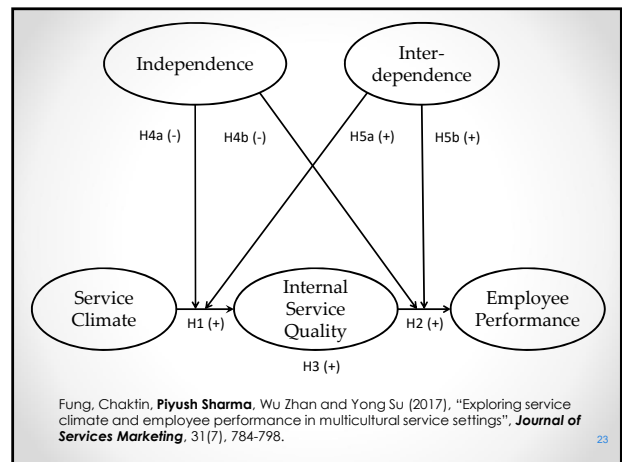 Independence
Inter-
dependence
H4a (-)
H4b (-)
H5a (+)
H5b (+)
Service
Climate
H1 (+)
Internal
Service
Quality
H2 (+)
Employee
Performance
H3 (+)
Fung, Chaktin, Piyush Sharma, Wu Zhan and Yong Su (2017), “Exploring service
climate and employee performance in multicultural service settings”, Journal of
Services Marketing, 31(7), 784-798.
23